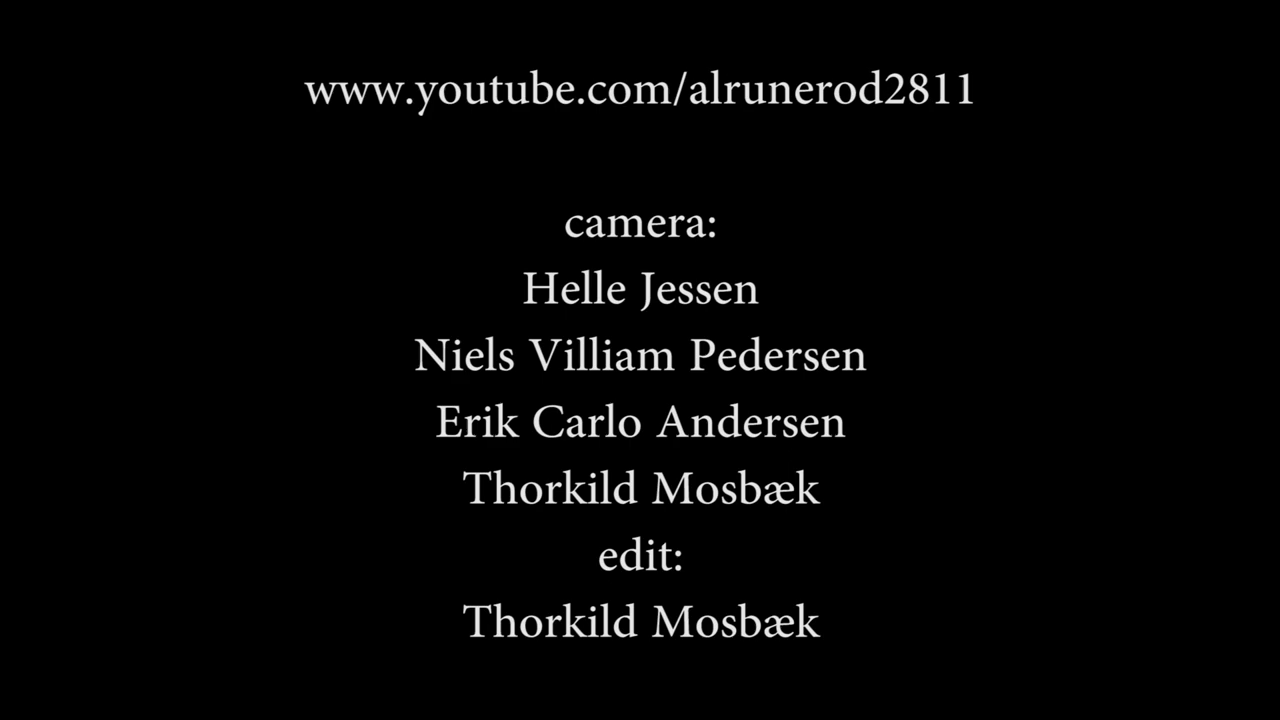 www.youtube.com/alrunerod2811
camera:
Helle Jessen
Niels Villiam Pedersen
Erik Carlo Andersen
Thorkild Mosbæk
edit:
Thorkild Mosbæk